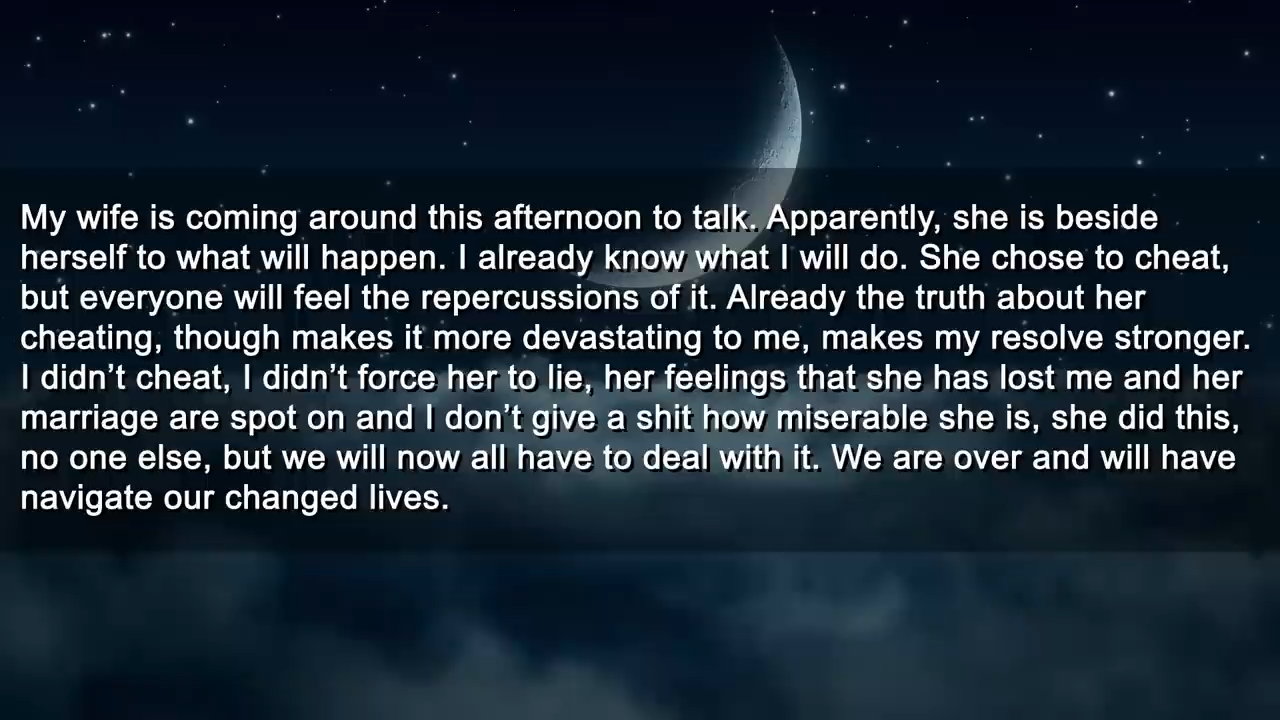 My wife is coming around this afternoon to talk. Apparently, she is beside
herself to what will happen. I already know what I will do. She chose to cheat,
but everyone will feel the repercussions of it. Already the truth about her
cheating, though makes it more devastating to me, makes my resolve stronger.
I didn’t cheat, I didn’t force her to lie, her feelings that she has lost me and her
marriage are spot on and I don’t give a shit how miserable she is, she did this,
no one else, but we will now all have to deal with it. We are over and will have
navigate our changed lives.